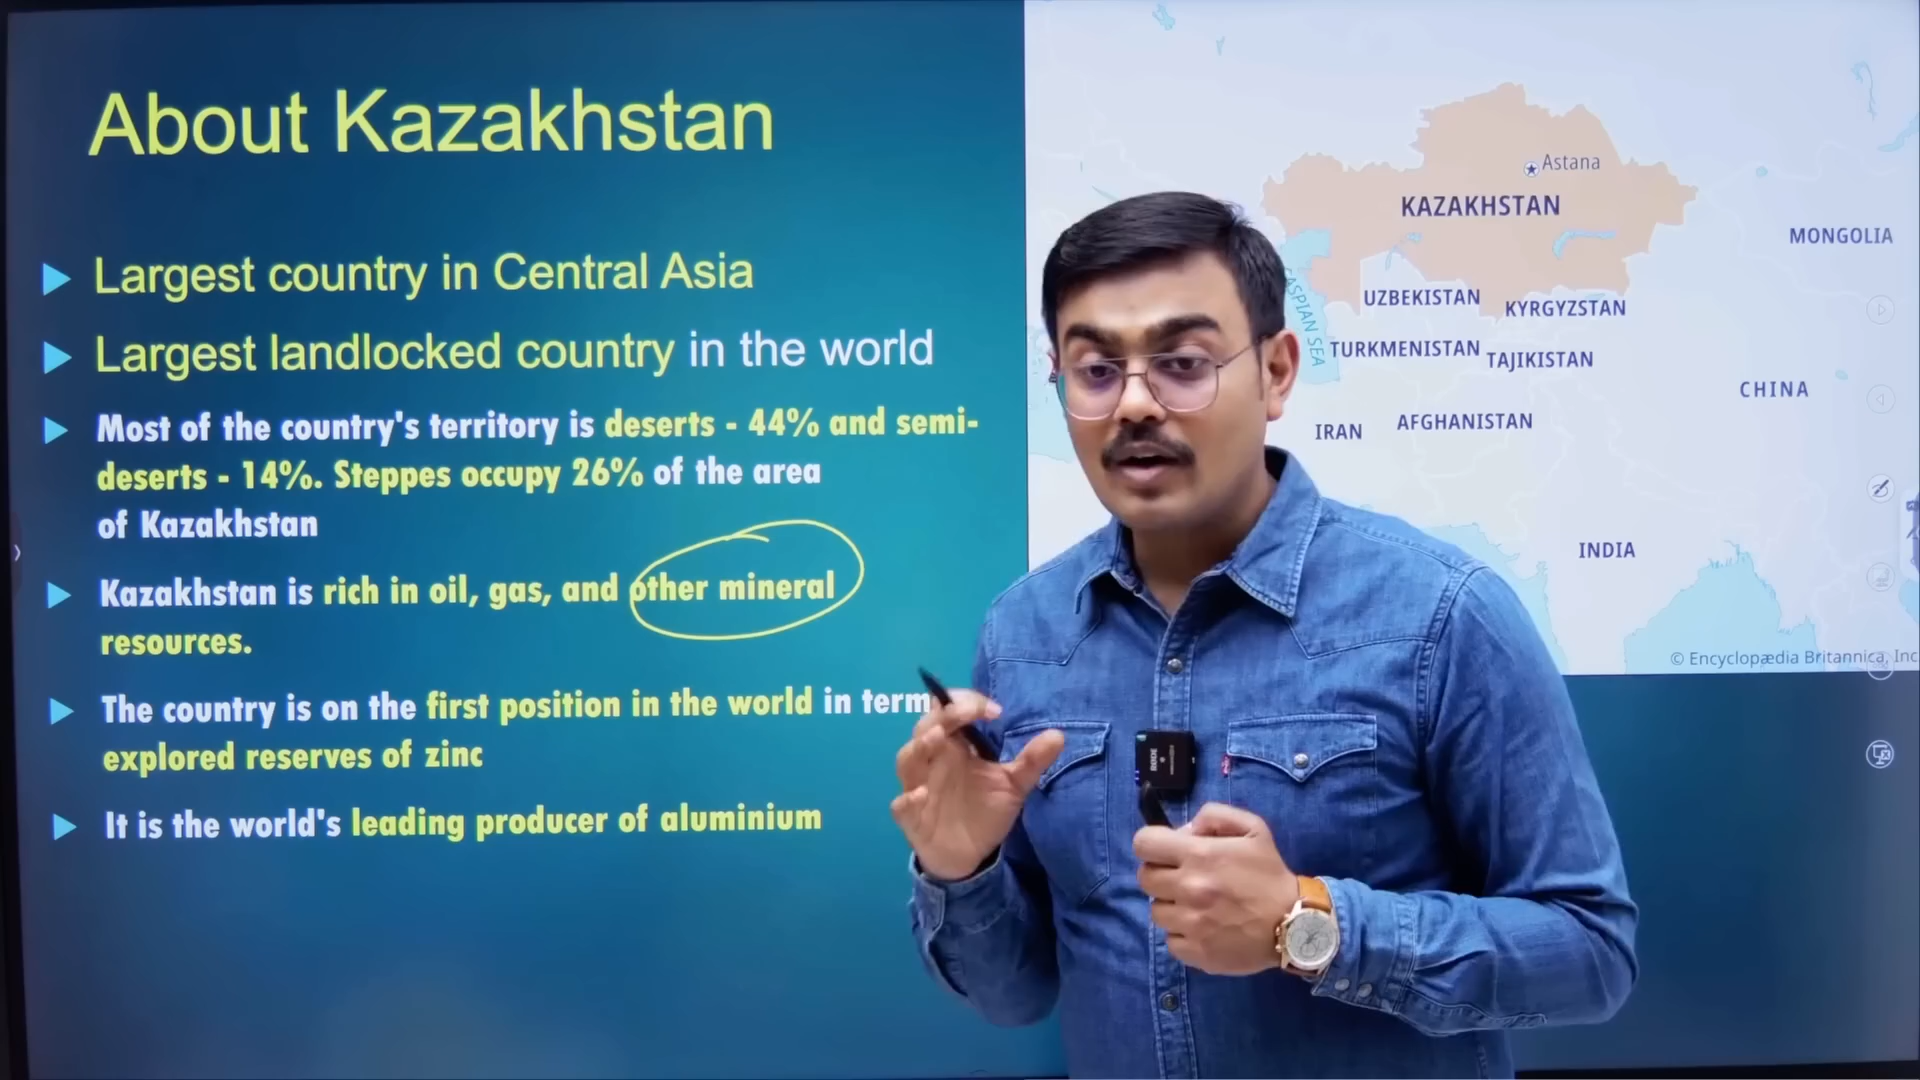 About Kazakhstan
Largest country in Central Asia
Largest landlocked country in the world
Most of the country's territory is deserts - 44% and semi-
deserts - 14%. Steppes occupy 26% of the area
of Kazakhstan
Kazakhstan is rich in oil, gas, and other mineral
resources.
The country is on the first position in the world in term
explored reserves of zinc
It is the world's leading producer of aluminium
Astana
KAZAKHSTAN
MONGOLIA
UZBEKISTAN
KYRGYZSTAN
CASPIAN SEA
TURKMENISTAN
TAJIKISTAN
CHINA
IRAN
AFGHANISTAN
INDIA
© Encyclopædia Britannica, Inc
RODE